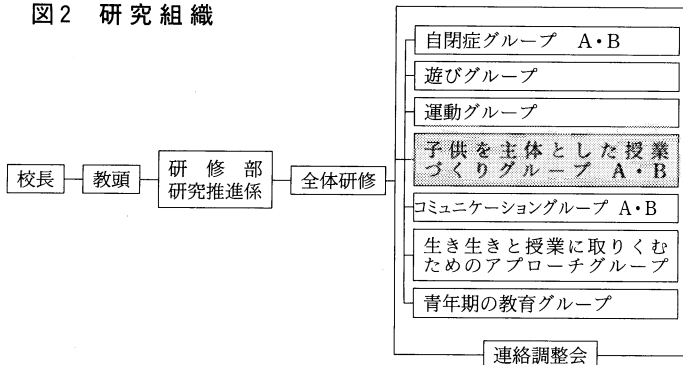 図2 研究組織
校長
教頭
研修部
研究推進係
全体研修
自閉症グループ A・B
遊びグループ
運動グループ
子供を主体とした授業
づくりグループ A・B
コミュニケーショングループ A・B
生き生きと授業に取りくむ
ためのアプローチグループ
青年期の教育グループ
連絡調整会